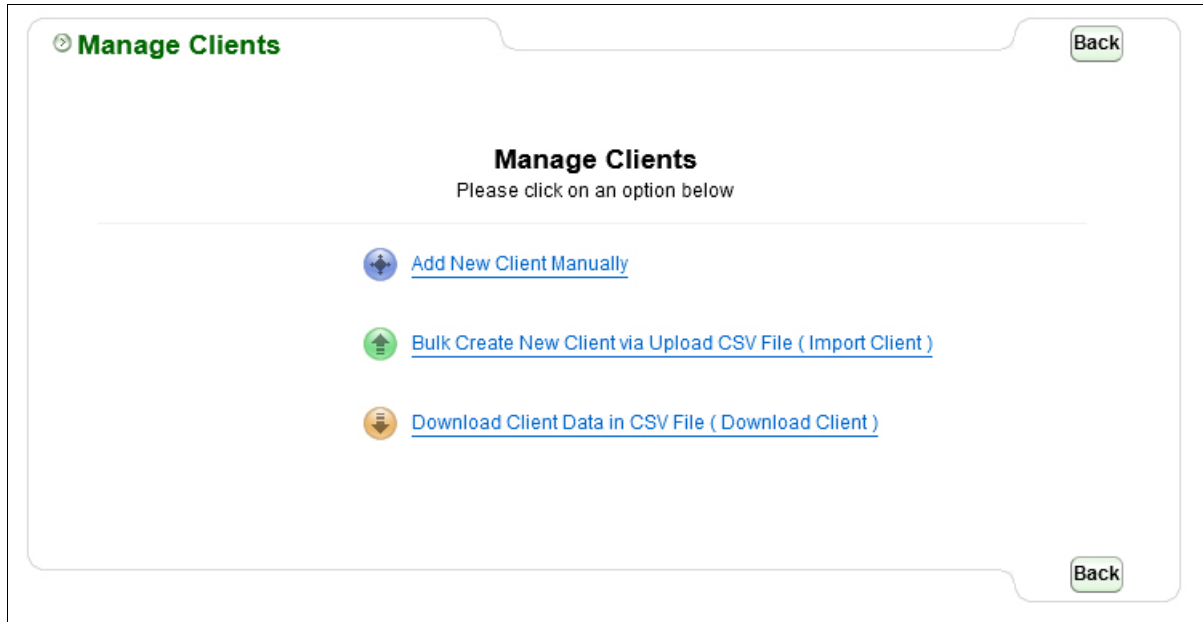 Manage Clients
Back
Manage Clients
Please click on an option below
Add New Client Manually
Bulk Create New Client via Upload CSV File ( Import Client )
Download Client Data in CSV File ( Download Client )
Back